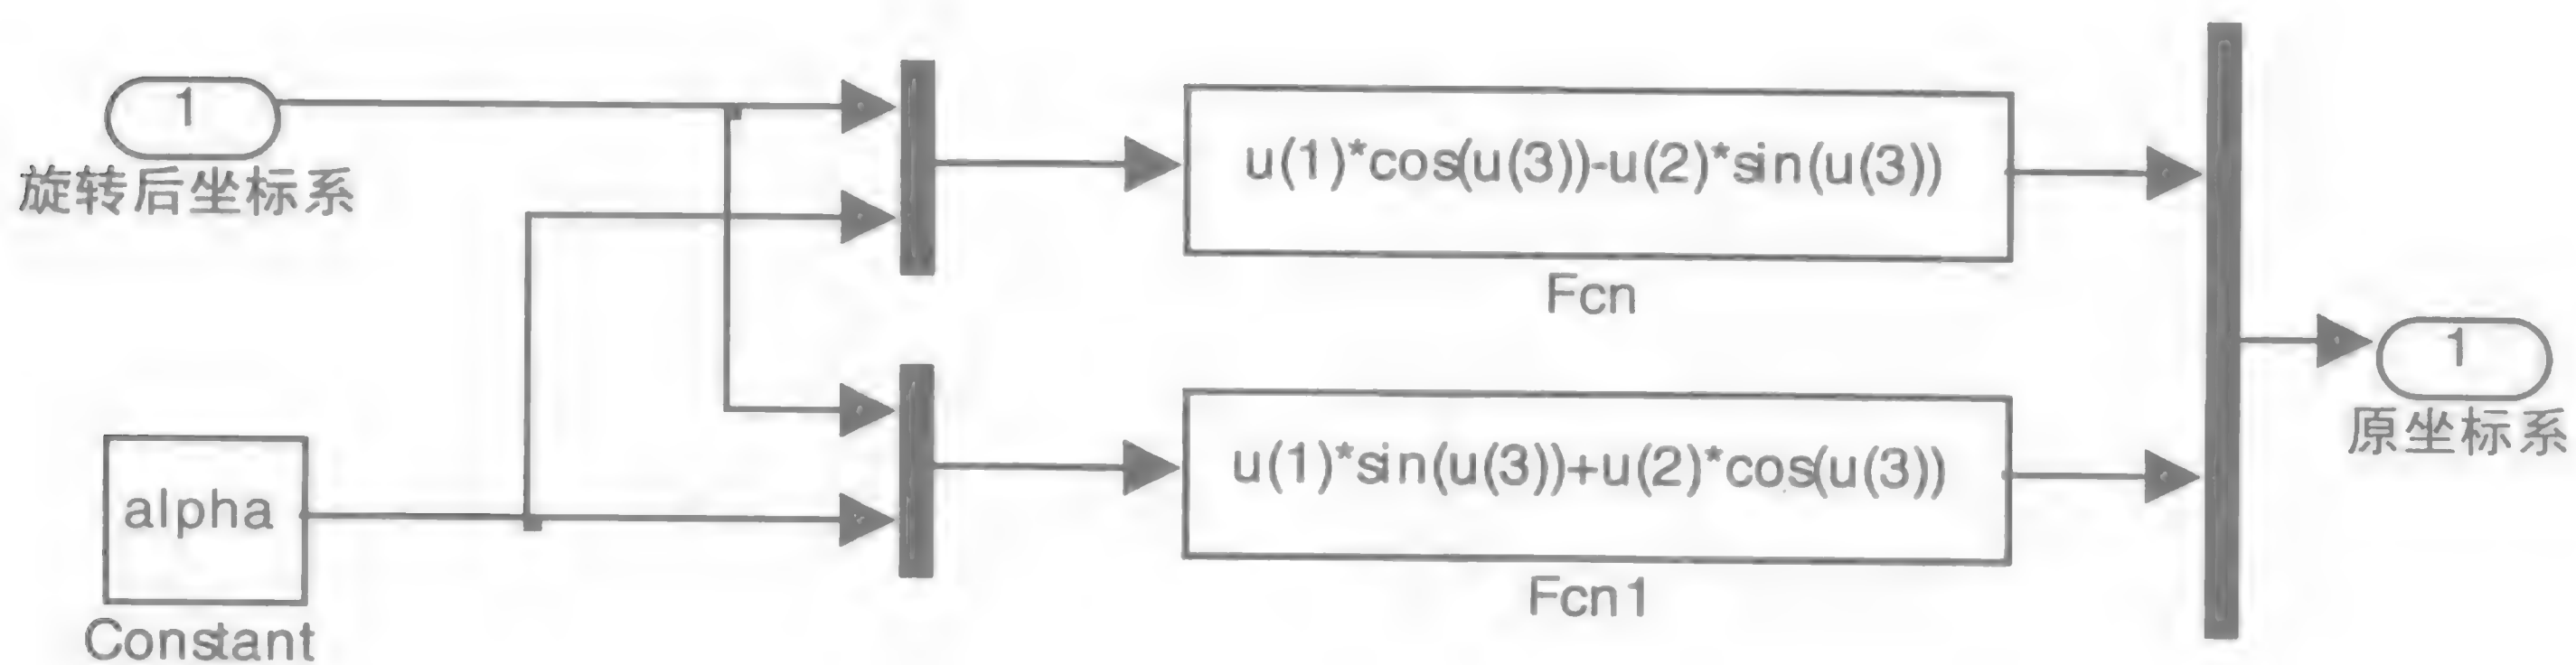 1
旋转后坐标系
u(1)*cos(u(3))-u(2)*sin(u(3))
Fcn
1
原坐标系
alpha
Constant
u(1)*sin(u(3))+u(2)*cos(u(3))
Fcn1